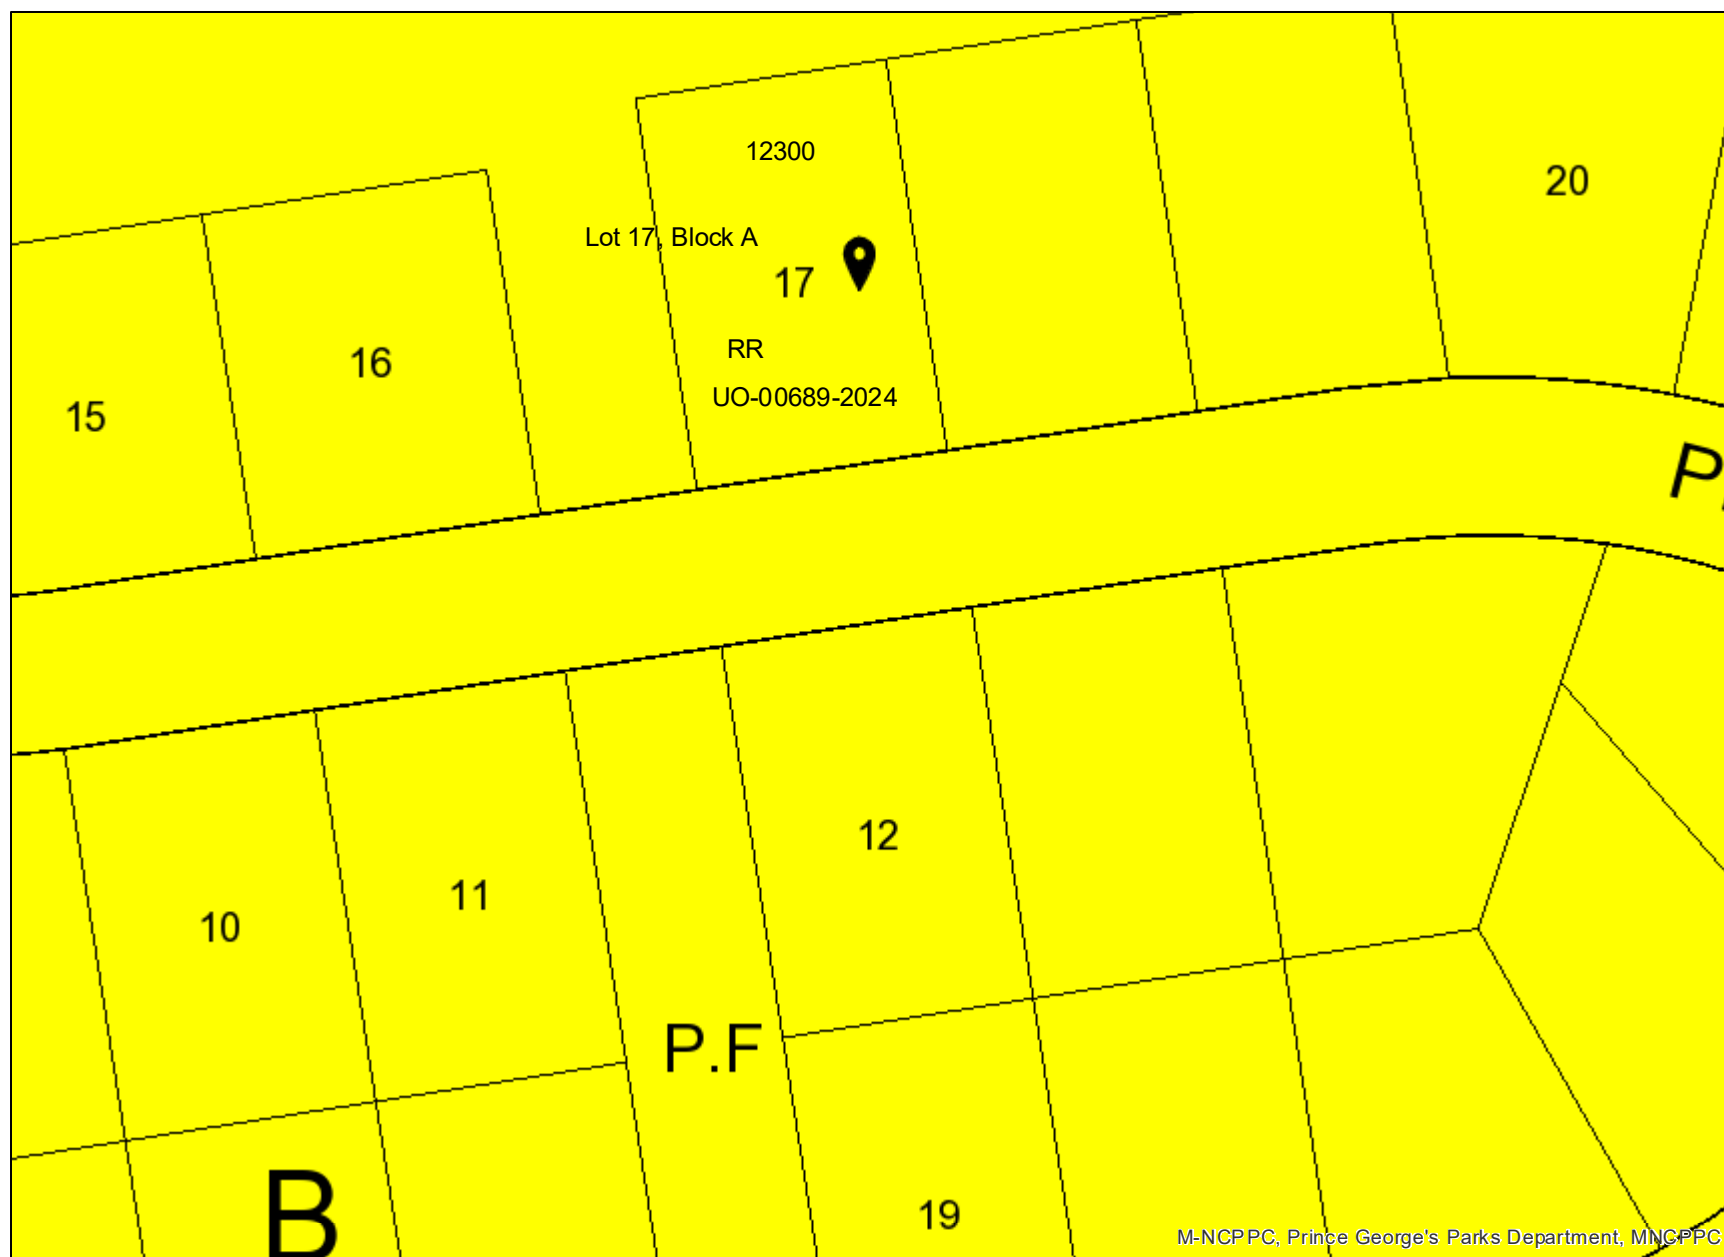 12300
20
Lot 17, Block A
17
RR
16
UO-00689-2024
15
12
11
10
P.F
B
19
M-NCPPC, Prince George's Parks Department, MNCPPC